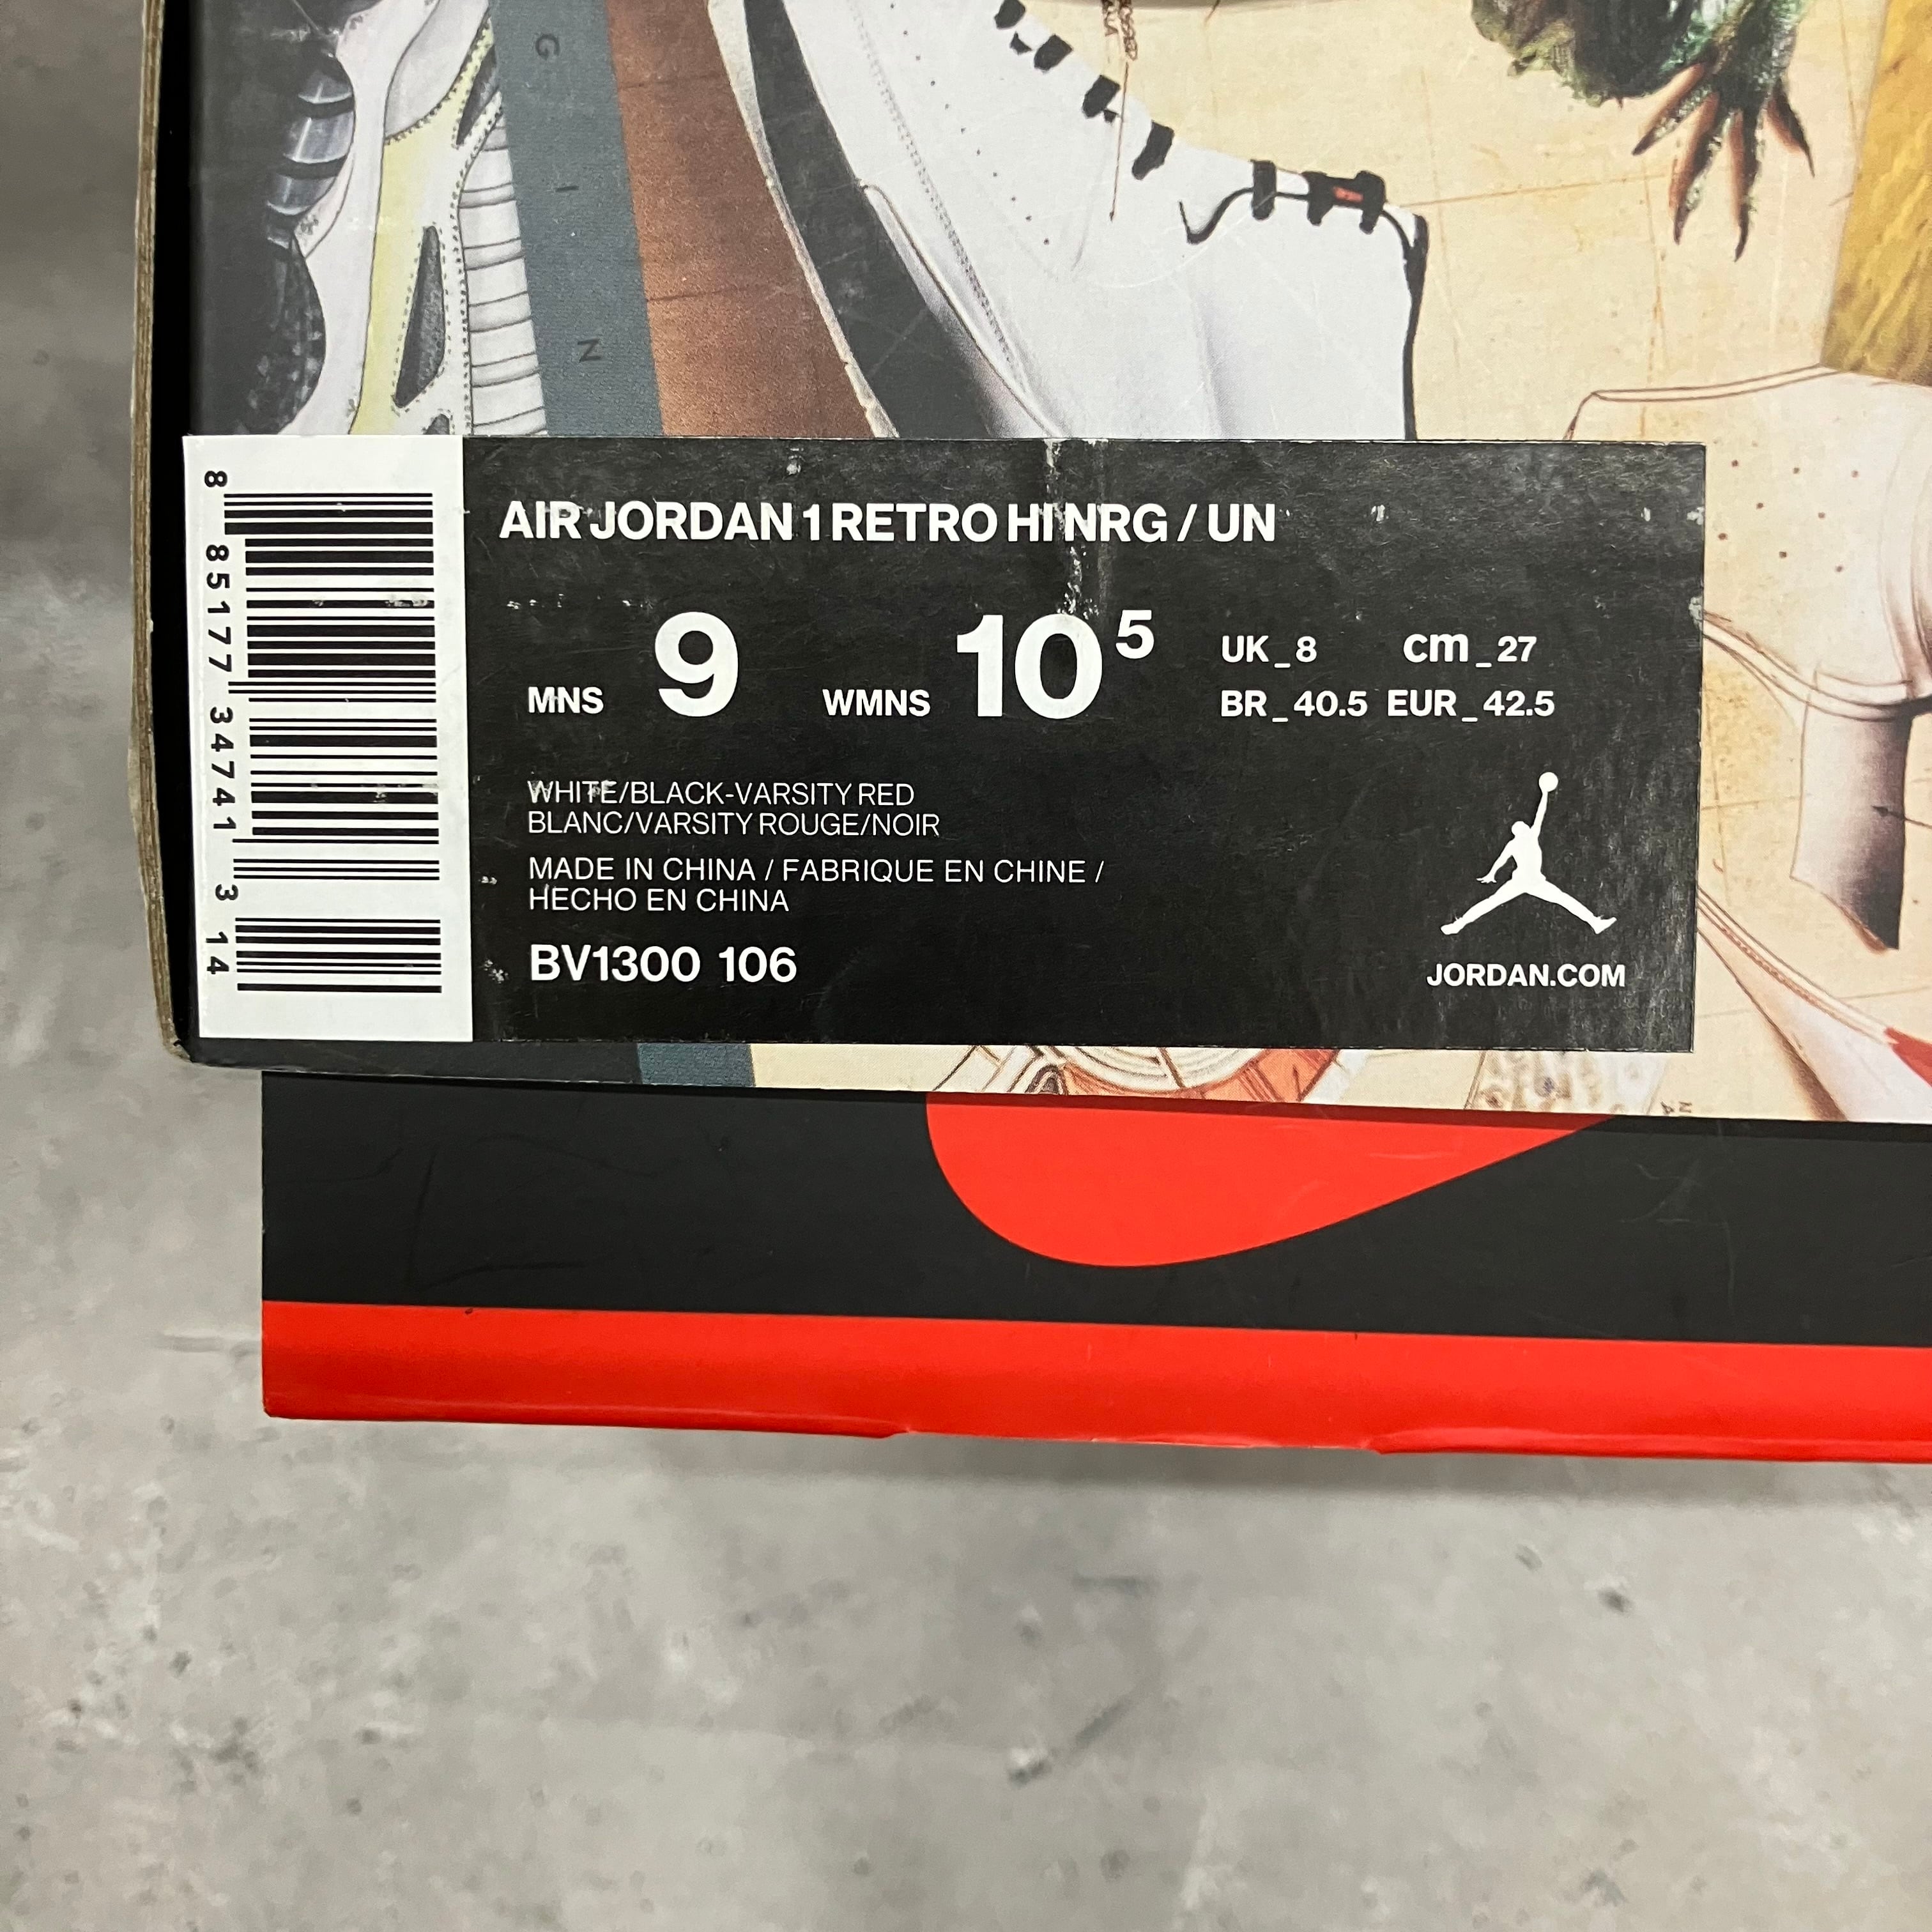 G
I
N
AIR JORDAN 1 RETRO HI NRG / UN
MNS 9 WMNS 10 5
UK_8 cm_27
BR_40.5 EUR_42.5
WHITE/BLACK-VARSITY RED
BLANC/VARSITY ROUGE/NOIR
MADE IN CHINA / FABRIQUE EN CHINE /
HECHO EN CHINA
BV1300 106
JORDAN.COM
8 85177 34741 3 14